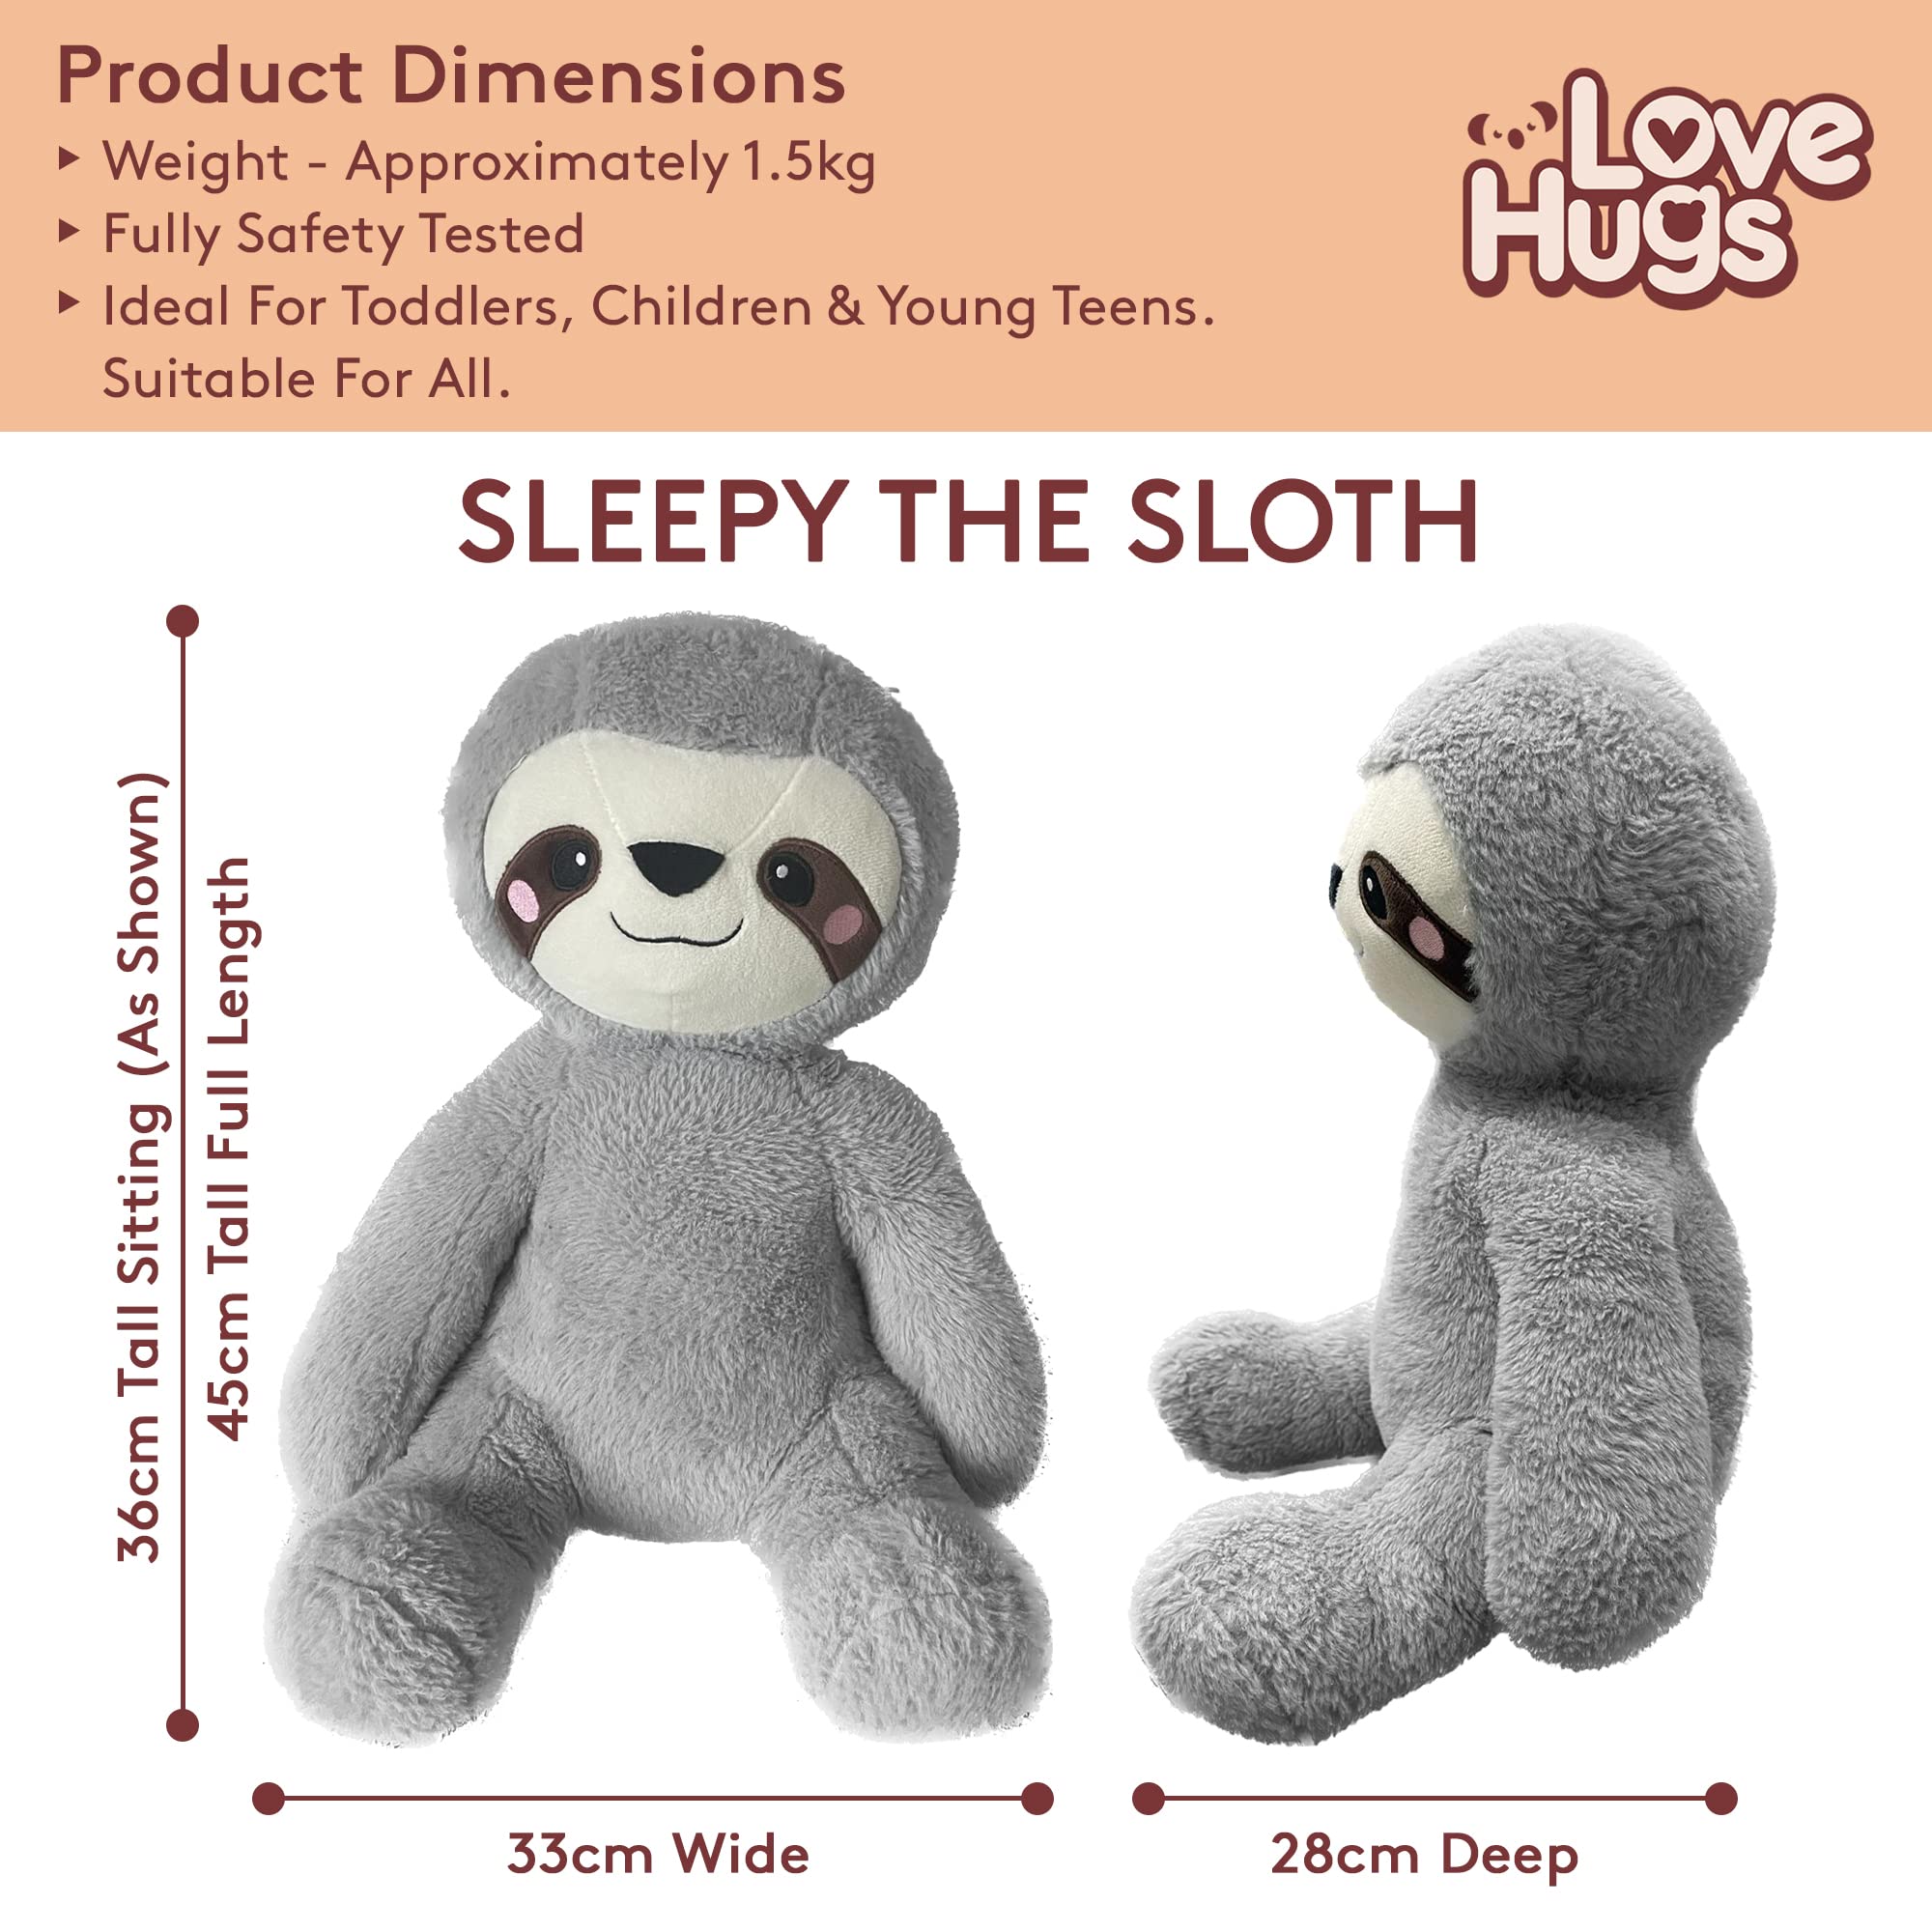 Product Dimensions
Weight - Approximately 1.5kg
Fully Safety Tested
Ideal For Toddlers, Children & Young Teens.
Suitable For All.
Love
Hugs
SLEEPY THE SLOTH
36cm Tall Sitting (As Shown)
45cm Tall Full Length
33cm Wide
28cm Deep